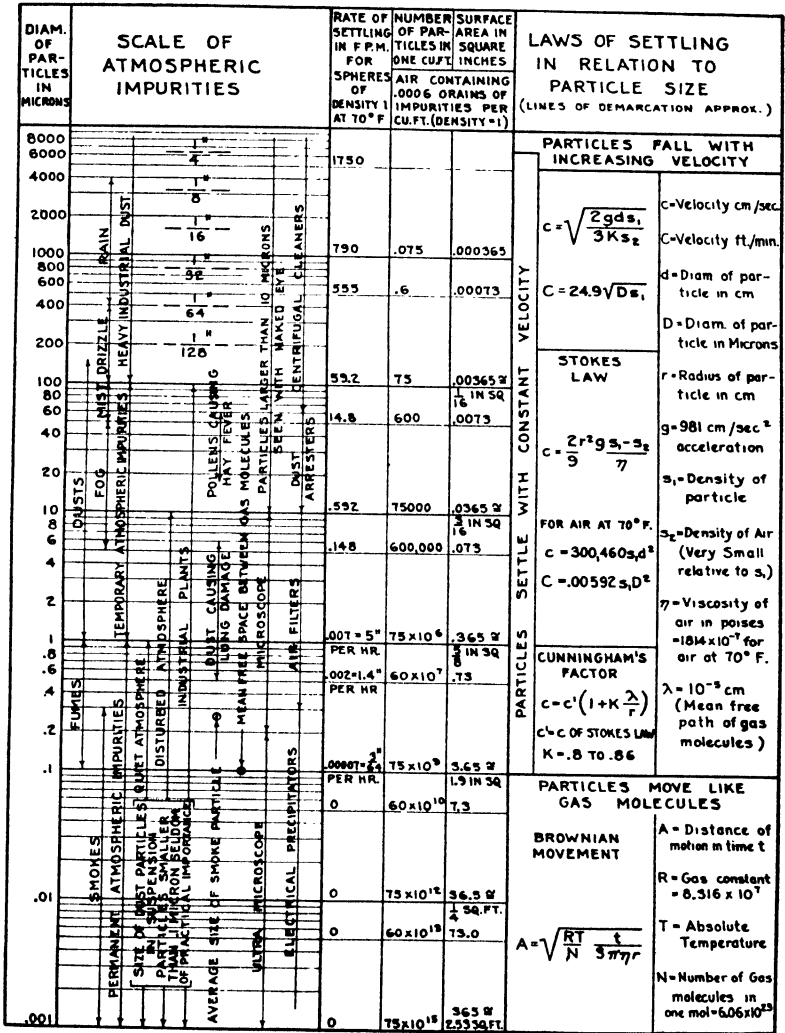 DIAM.
OF
PAR-
TICLES
IN
MICRONS
SCALE OF
ATMOSPHERIC
IMPURITIES
RATE OF
SETTLING
IN F P.M.
FOR
SPHERES
OF
DENSITY 1
AT 70° F
NUMBER
OF PAR-
TICLES IN
ONE CU.FT.
SURFACE
AREA IN
SQUARE
INCHES
AIR CONTAINING
.0006 GRAINS OF
IMPURITIES PER
CU.FT. (DENSITY = 1)
LAWS OF SETTLING
IN RELATION TO
PARTICLE SIZE
(LINES OF DEMARCATION APPROX.)
8000
6000
4000
2000
1000
800
600
400
200
100
80
60
40
20
10
8
6
4
2
1
.8
.6
.4
.2
.1
.01
.001
1/4"
1/8"
1/16"
1/32"
1/64"
1/128"
RAIN
DRIZZLE
MIST
FOG
HEAVY INDUSTRIAL DUST
DUSTS
FUMES
SMOKES
TEMPORARY ATMOSPHERIC IMPURITIES
PERMANENT ATMOSPHERIC IMPURITIES
QUIET ATMOSPHERE
DISTURBED ATMOSPHERE
INDUSTRIAL PLANTS
[SIZE OF DUST PARTICLES
IN SUSPENSION
PARTICLES SMALLER
THAN .1 MICRON SELDOM
OF PRACTICAL IMPORTANCE]
POLLENS CAUSING
HAY FEVER
DUST CAUSING
LUNG DAMAGE
AVERAGE SIZE OF SMOKE PARTICLE
MEAN FREE SPACE BETWEEN GAS MOLECULES
PARTICLES LARGER THAN 10 MICRONS
SEEN WITH NAKED EYE
MICROSCOPE
ULTRA MICROSCOPE
CENTRIFUGAL CLEANERS
DUST
ARRESTERS
AIR FILTERS
ELECTRICAL PRECIPITATORS
1750
790 .075 .000365
555 .6 .00073
59.2 75 .00365 =
1/16 IN SQ
14.8 600 .0073
.592 75000 .0365 =
IN SQ
.148 600,000 .073
.007 = 5" 75x10⁶ .365 =
PER HR IN SQ
.002=1.4" 60x10⁷ .73
PER HR
75x10⁹ 3.65 =
PER HR. 1.9 IN SQ
0 60x10¹⁰ 7.3
0 75x10¹² 36.5 =
1/4 SQ.FT.
0 60x10¹³ 73.0
0 75x10¹⁵ 365 =
2.53 SQ.FT.
PARTICLES SETTLE WITH CONSTANT VELOCITY
PARTICLES FALL WITH
INCREASING VELOCITY
c = √(2gds₁/3Ks₂)
C = 24.9√Ds₁
STOKES
LAW
c = 2r²g/9 s₁-s₂/η
FOR AIR AT 70° F.
c = 300,460s₁d²
C = .00592 s₁D²
CUNNINGHAM'S
FACTOR
c = c'(1+K λ/r)
c'= C OF STOKES LAW
K = .8 TO .86
c=Velocity cm/sec.
C=Velocity ft./min.
d=Diam of par-
ticle in cm
D=Diam. of par-
ticle in Microns
r=Radius of par-
ticle in cm
g=981 cm/sec²
acceleration
s₁=Density of
particle
s₂=Density of Air
(Very Small
relative to s₁)
η=Viscosity of
air in poises
=1814x10⁻⁷ for
air at 70° F.
λ=10⁻⁵ cm
(Mean free
path of gas
molecules)
PARTICLES MOVE LIKE
GAS MOLECULES
BROWNIAN
MOVEMENT
A = √(RT/N t/3πηr)
A = Distance of
motion in time t
R = Gas constant
= 8.316 x 10⁷
T = Absolute
Temperature
N=Number of Gas
molecules in
one mol=6.06x10²³